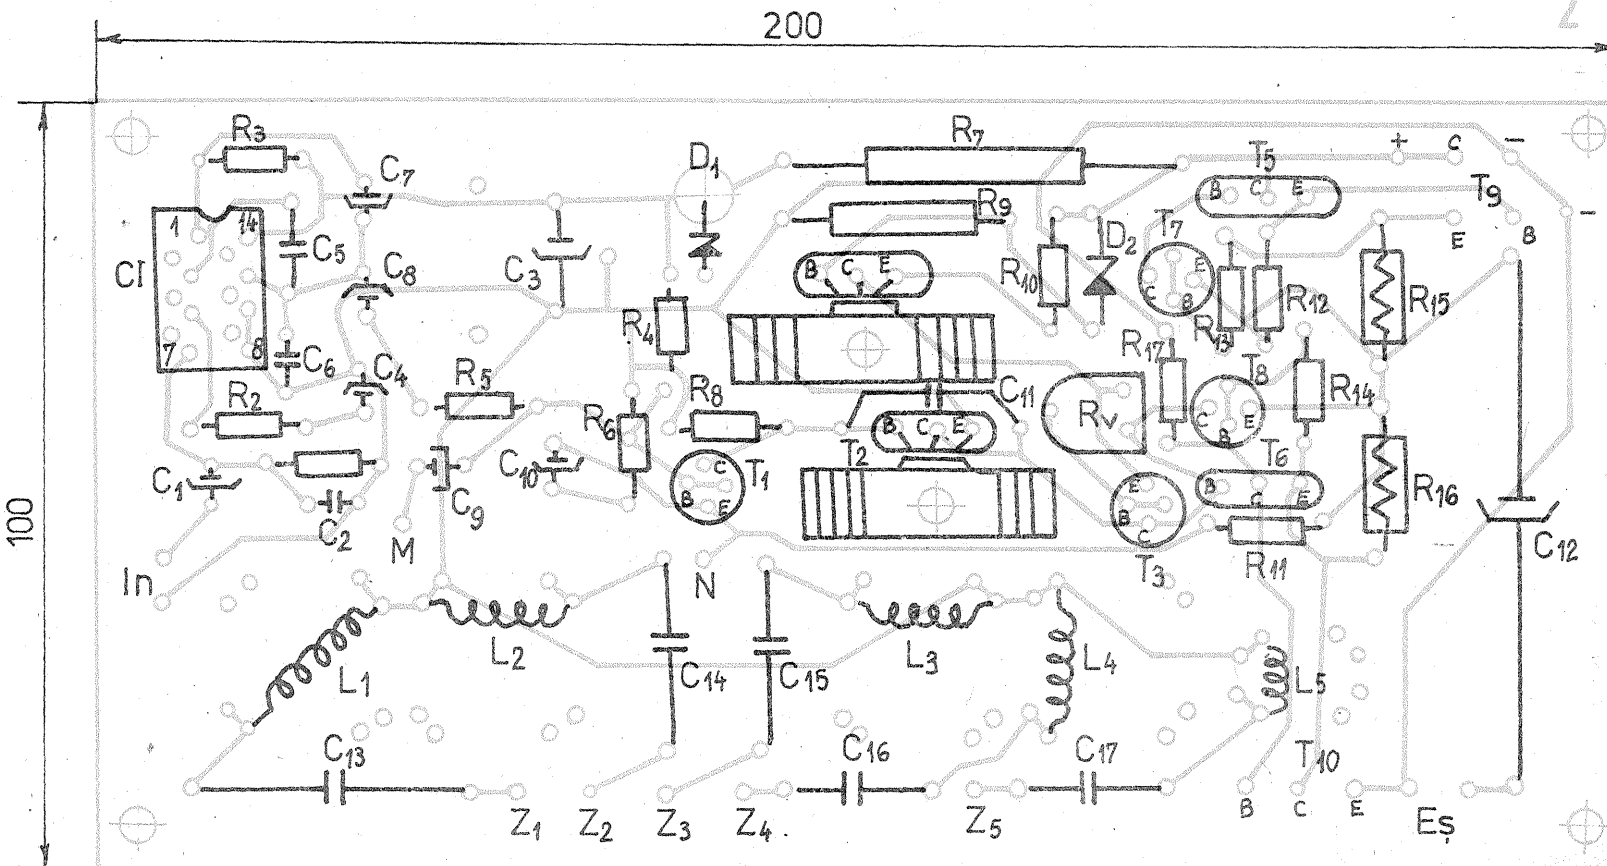 200
100
R3
C7
D1
R7
T5
+ C -
B C E
T9
1 14
C5
CI
C8
C3
R9
D2
T7
E
C
B
E
B
-
B C E
R10
R13
R12
R15
7 8
C6
C4
R4
R17
T8
C
B
E
R14
R2
R5
R6
R8
C11
Rv
B C E
T2
C1
C2
C9
C10
T1
C
B
E
T6
B C E
R16
E
B
C
T3
R11
C12
In
M
N
L1
L2
C14
C15
L3
L4
L5
C13
C16
C17
T10
Z1 Z2 Z3 Z4 Z5
B C E
Eș